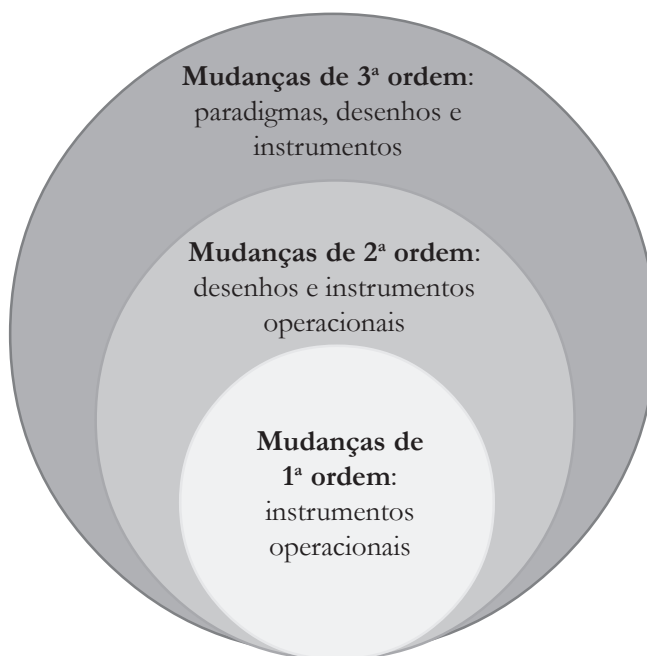 Mudanças de 3ª ordem:
paradigmas, desenhos e
instrumentos
Mudanças de 2ª ordem:
desenhos e instrumentos
operacionais
Mudanças de
1ª ordem:
instrumentos
operacionais